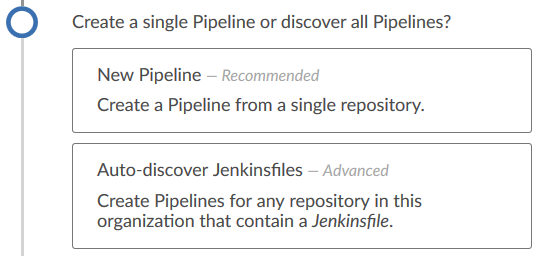 Create a single Pipeline or discover all Pipelines?
New Pipeline – Recommended
Create a Pipeline from a single repository.
Auto-discover Jenkinsfiles – Advanced
Create Pipelines for any repository in this
organization that contain a Jenkinsfile.